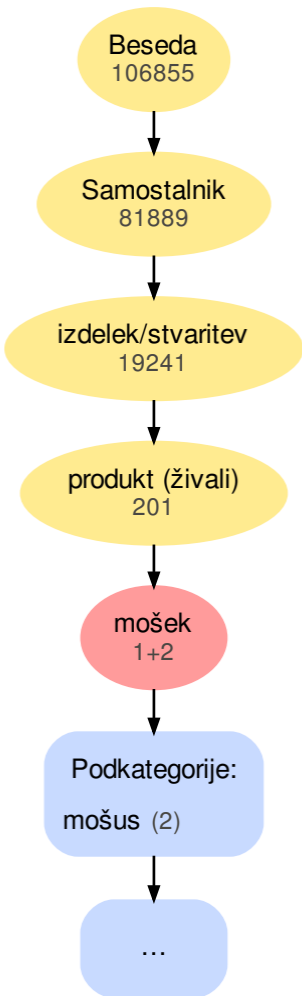 Beseda
106855
Samostalnik
81889
izdelek/stvaritev
19241
produkt (živali)
201
mošek
1+2
Podkategorije:
mošus (2)
...